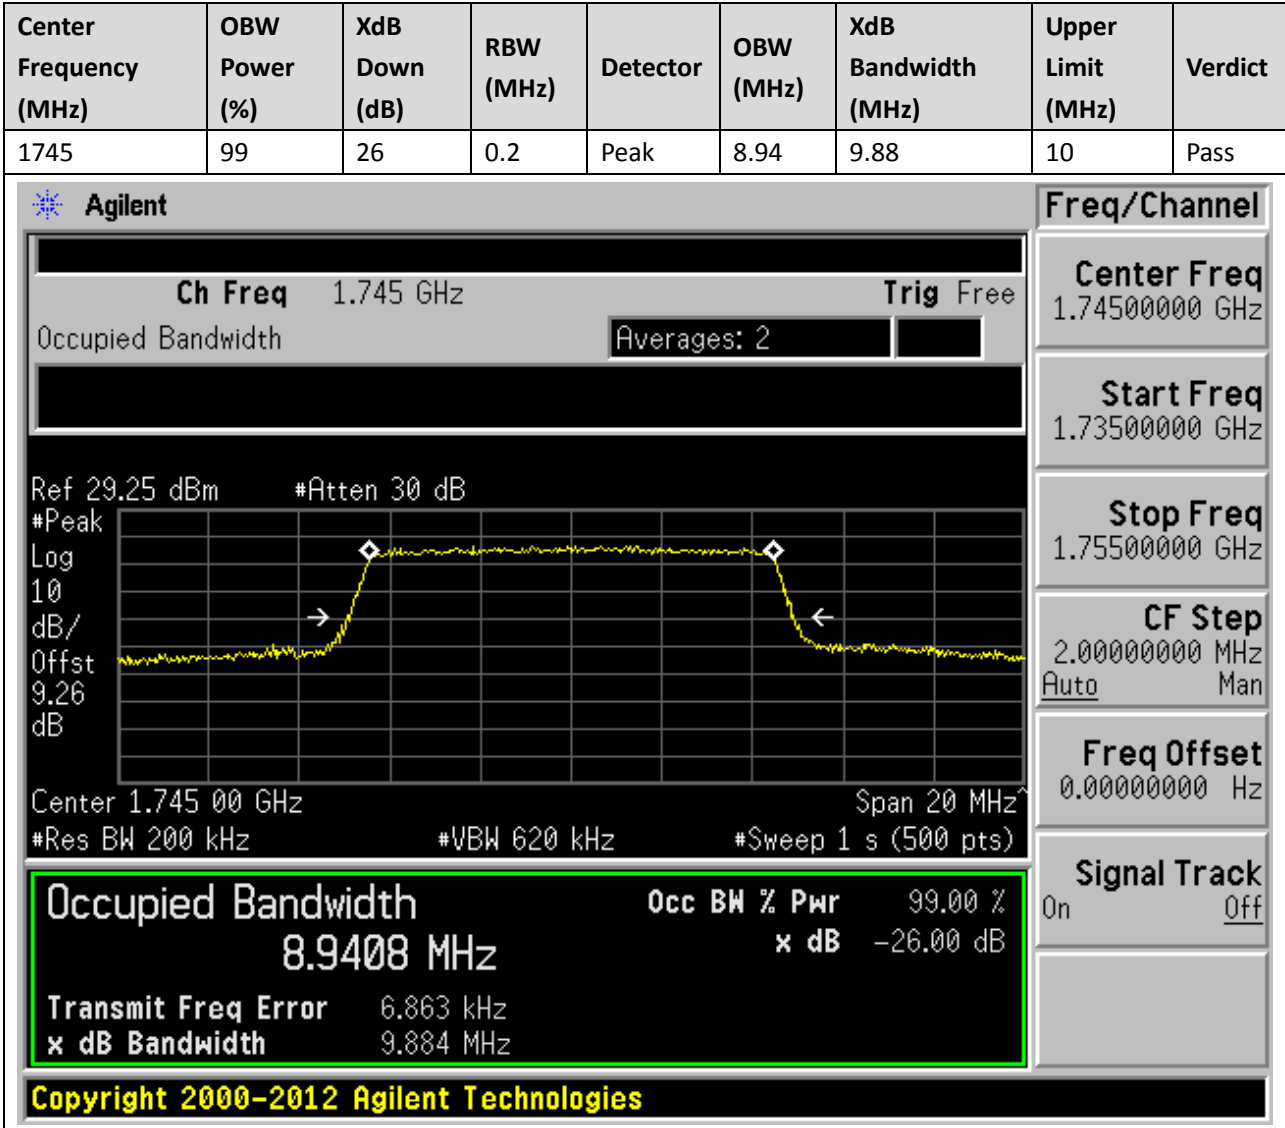 Center Frequency (MHz) OBW Power (%) XdB Down (dB) RBW (MHz) Detector OBW (MHz) XdB Bandwidth (MHz) Upper Limit (MHz) Verdict
1745 99 26 0.2 Peak 8.94 9.88 10 Pass
Agilent
Freq/Channel
Ch Freq 1.745 GHz Trig Free
Occupied Bandwidth Averages: 2
Center Freq
1.74500000 GHz
Start Freq
1.73500000 GHz
Stop Freq
1.75500000 GHz
CF Step
2.00000000 MHz
Auto Man
Freq Offset
0.00000000 Hz
Signal Track
On Off
Ref 29.25 dBm #Atten 30 dB
#Peak
Log
10
dB/
Offst
9.26
dB
Center 1.745 00 GHz Span 20 MHz^
#Res BW 200 kHz #VBW 620 kHz #Sweep 1 s (500 pts)
Occupied Bandwidth
8.9408 MHz
Occ BW % Pwr 99.00 %
x dB -26.00 dB
Transmit Freq Error 6.863 kHz
x dB Bandwidth 9.884 MHz
Copyright 2000-2012 Agilent Technologies